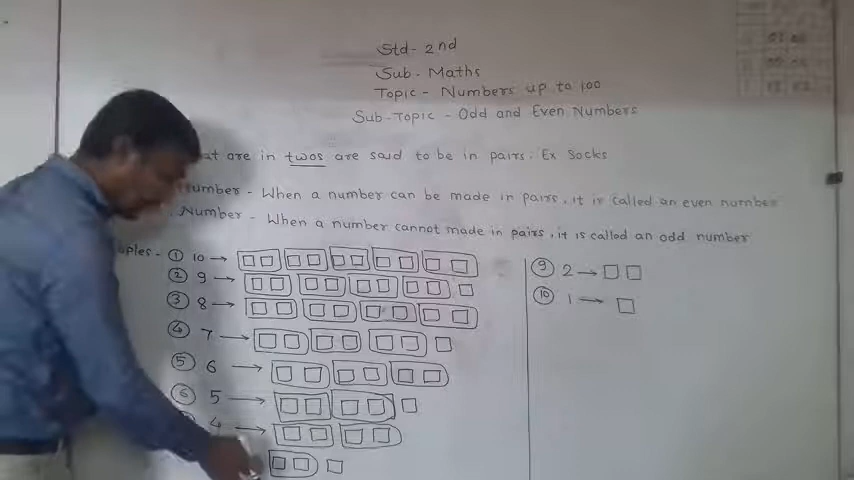 Std- 2nd
Sub- Maths
Topic - Numbers up to 100
Sub-Topic - Odd and Even Numbers
at are in twos are said to be in pairs. Ex Socks
Number - When a number can be made in pairs, it is called an even number
Number - When a number cannot made in pairs, it is called an odd number
ples - ① 10 →
② 9 →
③ 8 →
④ 7 →
⑤ 6 →
⑥ 5 →
4 →
⑨ 2 →
⑩ 1 →